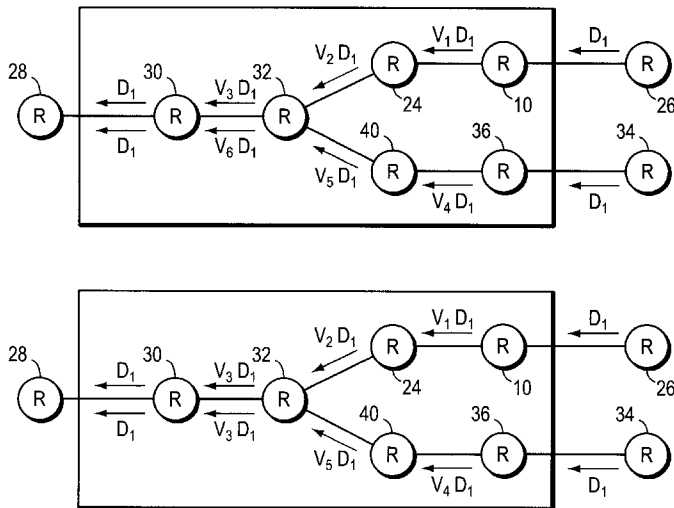 V₂ D₁
V₁ D₁
D₁
28
30
32
D₁
V₃ D₁
R
R
24
10
26
R
R
R
R
40
36
34
D₁
V₆ D₁
V₅ D₁
R
R
R
V₄ D₁
D₁
V₂ D₁
V₁ D₁
D₁
28
30
32
D₁
V₃ D₁
R
R
R
24
10
26
R
R
R
40
36
34
D₁
V₃ D₁
V₅ D₁
R
R
R
V₄ D₁
D₁